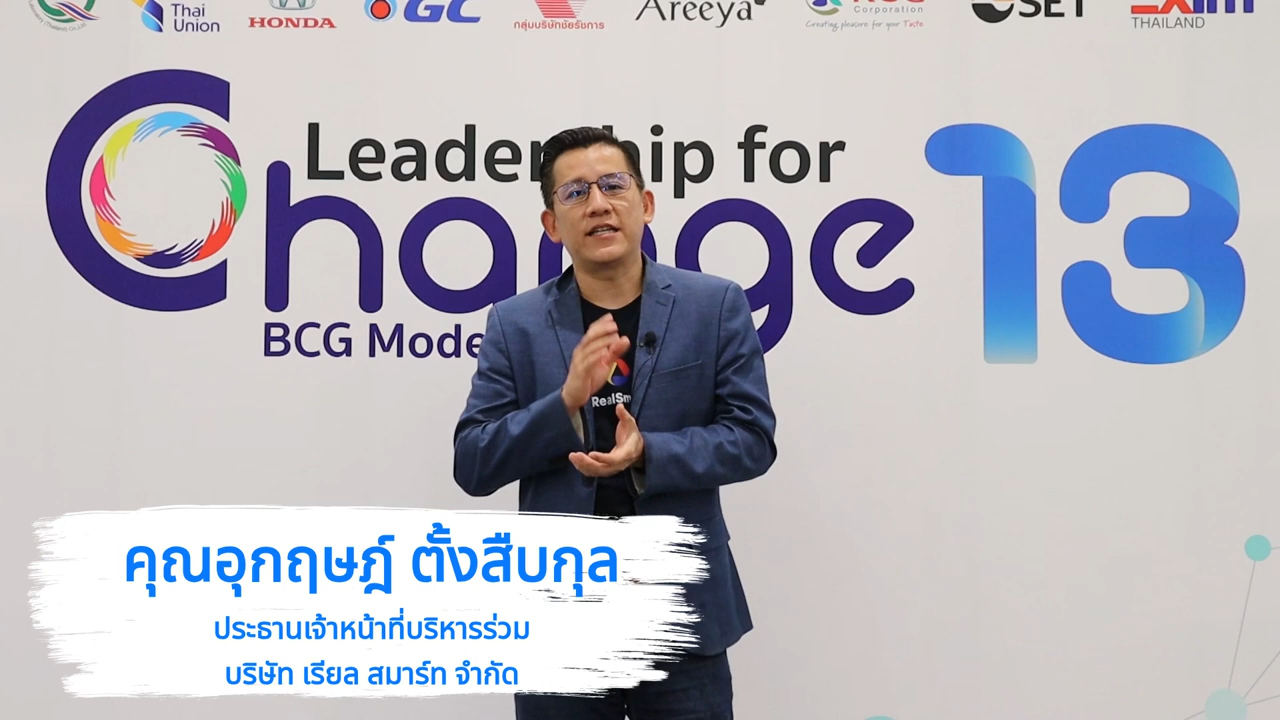 Thai Union
HONDA
GC
กลุ่มบริษัทชัยรัชการ
Areeya
Corporation
Creating pleasure for your Taste
SET
THAILAND
Leadership for
Change 13
BCG Mode
RealSm
คุณอุกฤษฎ์ ตั้งสืบกุล
ประธานเจ้าหน้าที่บริหารร่วม
บริษัท เรียล สมาร์ท จำกัด